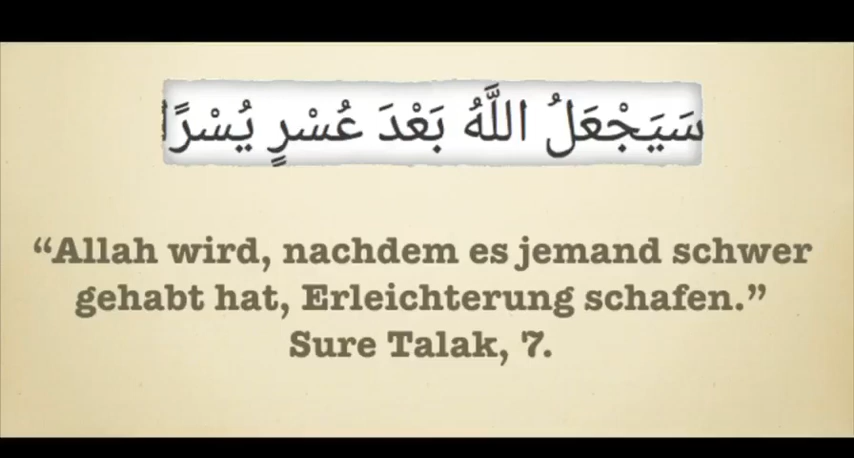 سَيَجْعَلُ اللَّهُ بَعْدَ عُسْرٍ يُسْرًا
“Allah wird, nachdem es jemand schwer
gehabt hat, Erleichterung schafen.”
Sure Talak, 7.